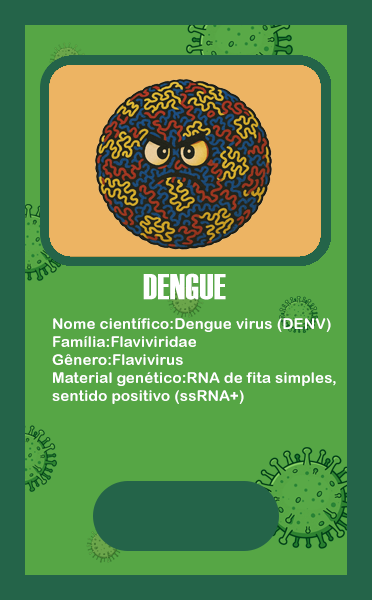 DENGUE
Nome científico:Dengue virus (DENV)
Família:Flaviviridae
Gênero:Flavivirus
Material genético:RNA de fita simples,
sentido positivo (ssRNA+)